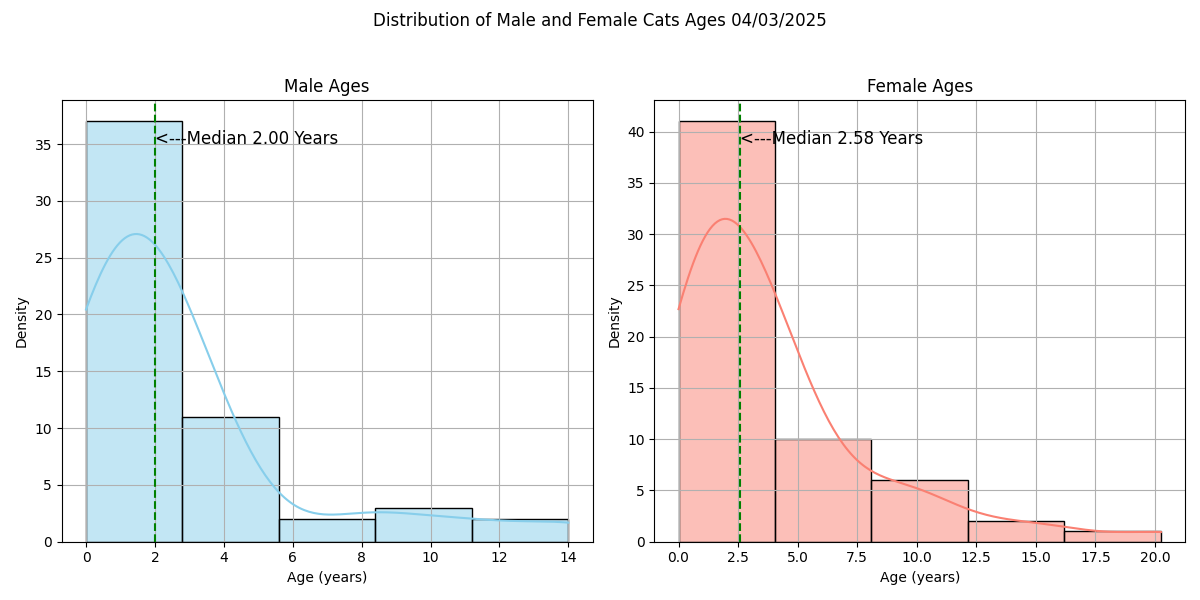 Distribution of Male and Female Cats Ages 04/03/2025
Male Ages
<---Median 2.00 Years
Density
0
5
10
15
20
25
30
35
0 2 4 6 8 10 12 14
Age (years)
Female Ages
<---Median 2.58 Years
Density
0
5
10
15
20
25
30
35
40
0.0 2.5 5.0 7.5 10.0 12.5 15.0 17.5 20.0
Age (years)